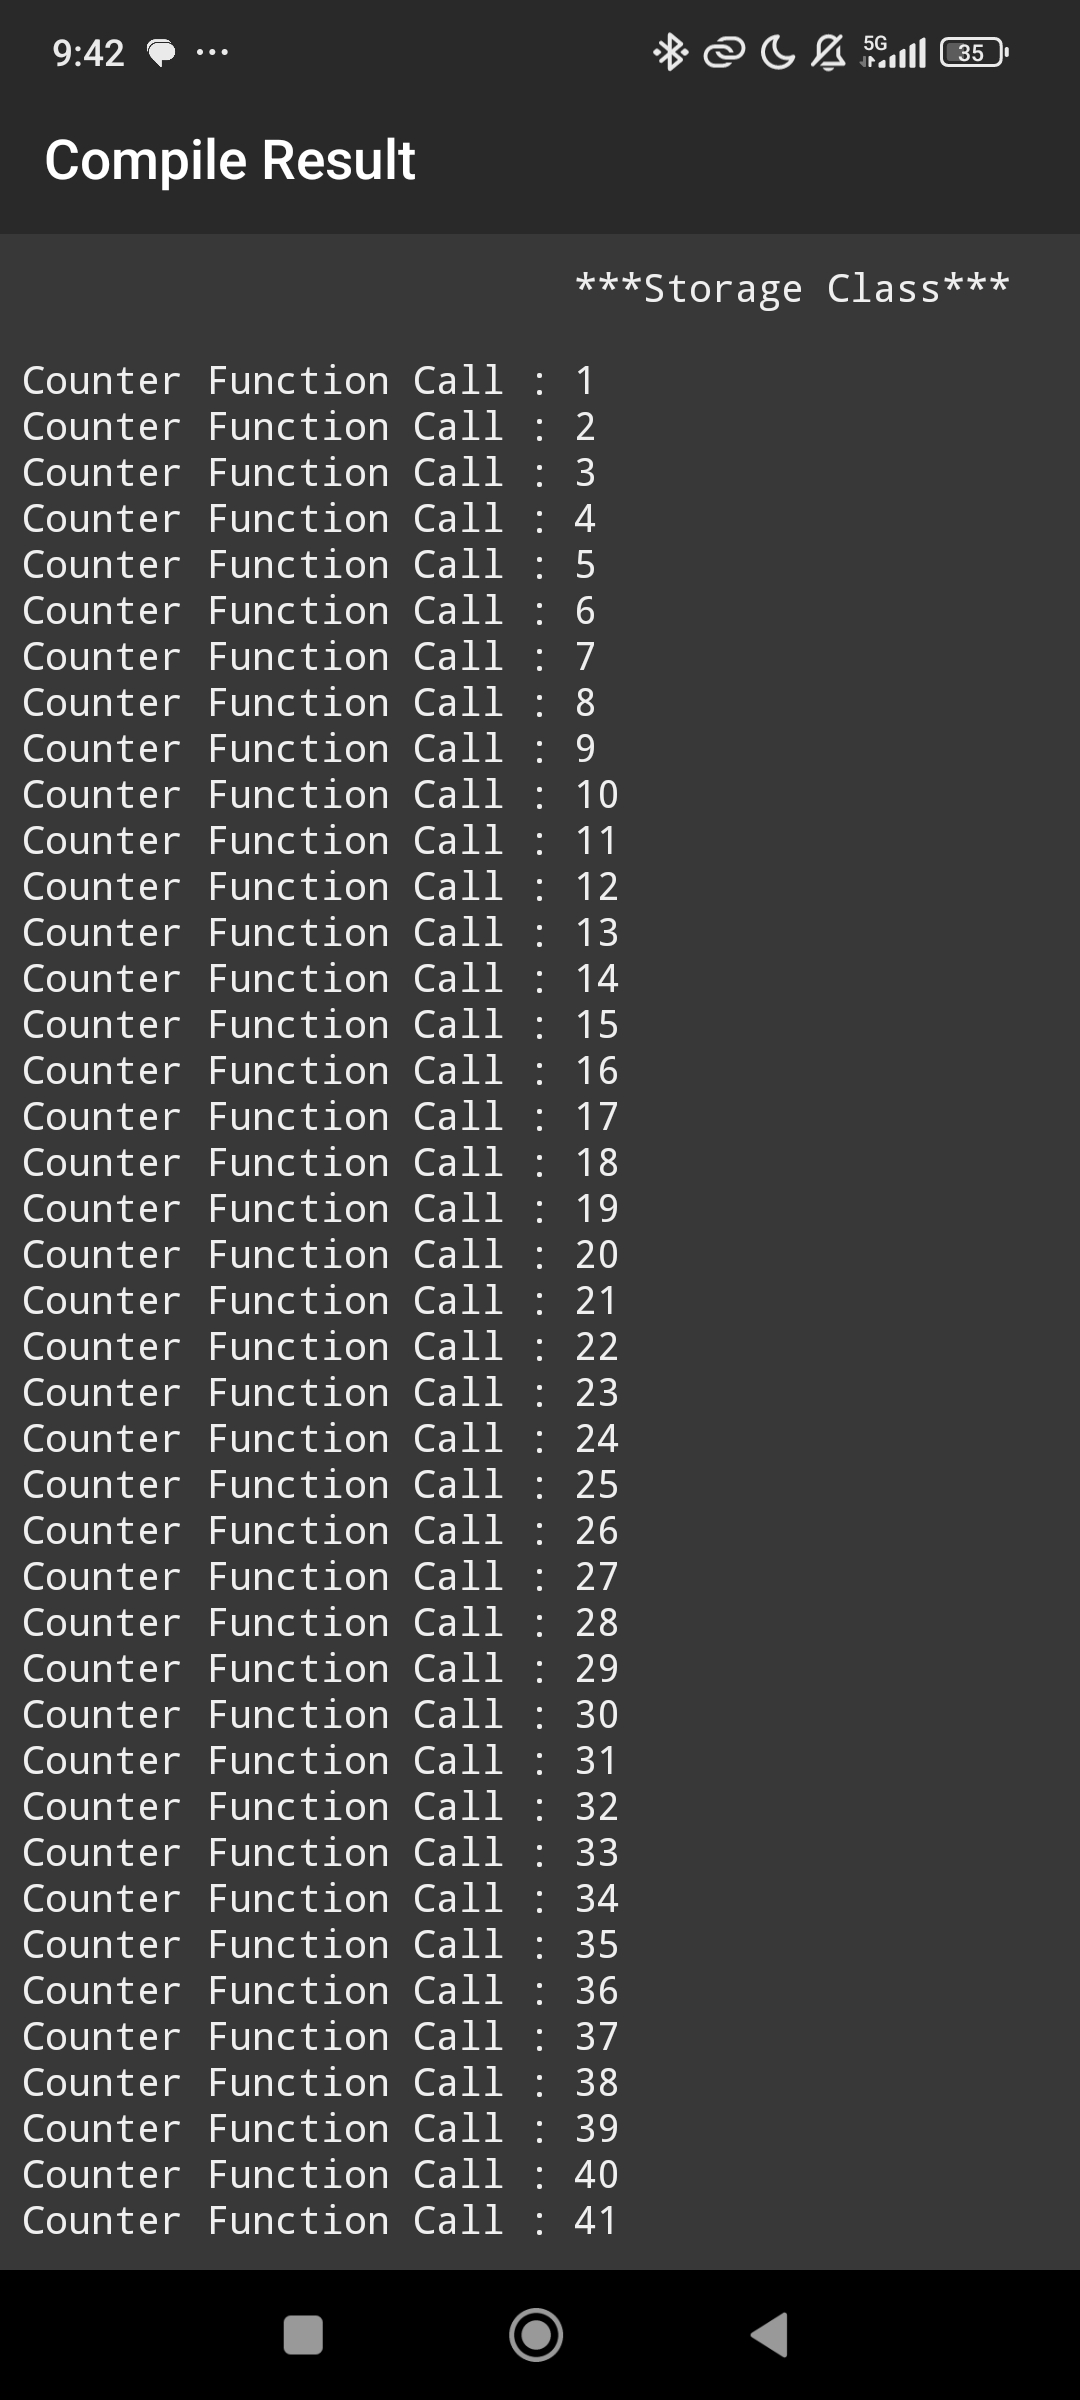 9:42
5G
35
Compile Result
***Storage Class***
Counter Function Call : 1
Counter Function Call : 2
Counter Function Call : 3
Counter Function Call : 4
Counter Function Call : 5
Counter Function Call : 6
Counter Function Call : 7
Counter Function Call : 8
Counter Function Call : 9
Counter Function Call : 10
Counter Function Call : 11
Counter Function Call : 12
Counter Function Call : 13
Counter Function Call : 14
Counter Function Call : 15
Counter Function Call : 16
Counter Function Call : 17
Counter Function Call : 18
Counter Function Call : 19
Counter Function Call : 20
Counter Function Call : 21
Counter Function Call : 22
Counter Function Call : 23
Counter Function Call : 24
Counter Function Call : 25
Counter Function Call : 26
Counter Function Call : 27
Counter Function Call : 28
Counter Function Call : 29
Counter Function Call : 30
Counter Function Call : 31
Counter Function Call : 32
Counter Function Call : 33
Counter Function Call : 34
Counter Function Call : 35
Counter Function Call : 36
Counter Function Call : 37
Counter Function Call : 38
Counter Function Call : 39
Counter Function Call : 40
Counter Function Call : 41